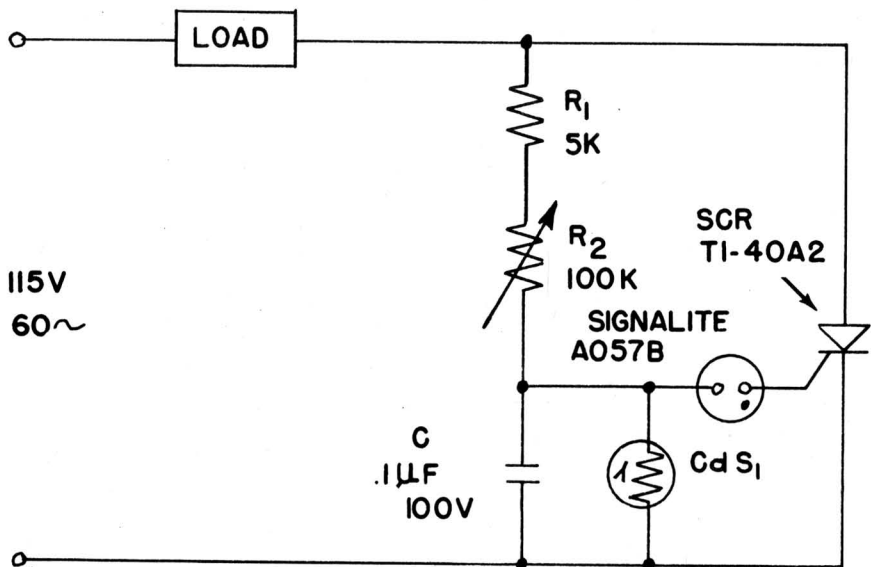 LOAD
R1
5K
R2
100K
SCR
TI-40A2
115V
60~
SIGNALITE
A057B
C
.1µF
100V
CdS1
λ